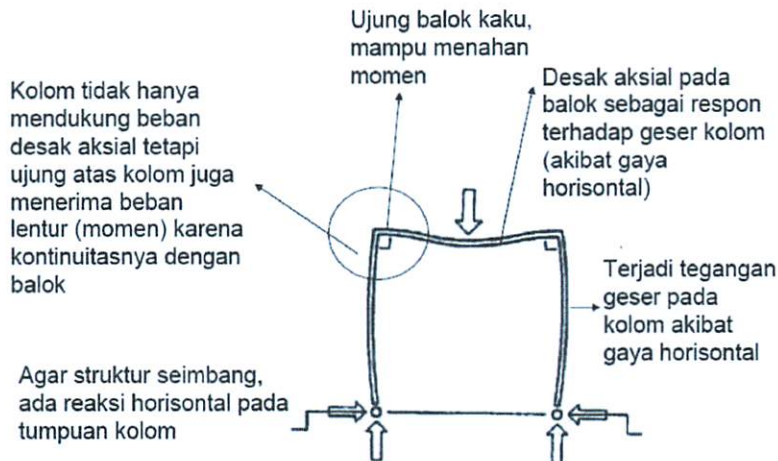 Ujung balok kaku,
mampu menahan
momen
Kolom tidak hanya
mendukung beban
desak aksial tetapi
ujung atas kolom juga
menerima beban
lentur (momen) karena
kontinuitasnya dengan
balok
Desak aksial pada
balok sebagai respon
terhadap geser kolom
(akibat gaya
horisontal)
Terjadi tegangan
geser pada
kolom akibat
gaya horisontal
Agar struktur seimbang,
ada reaksi horisontal pada
tumpuan kolom